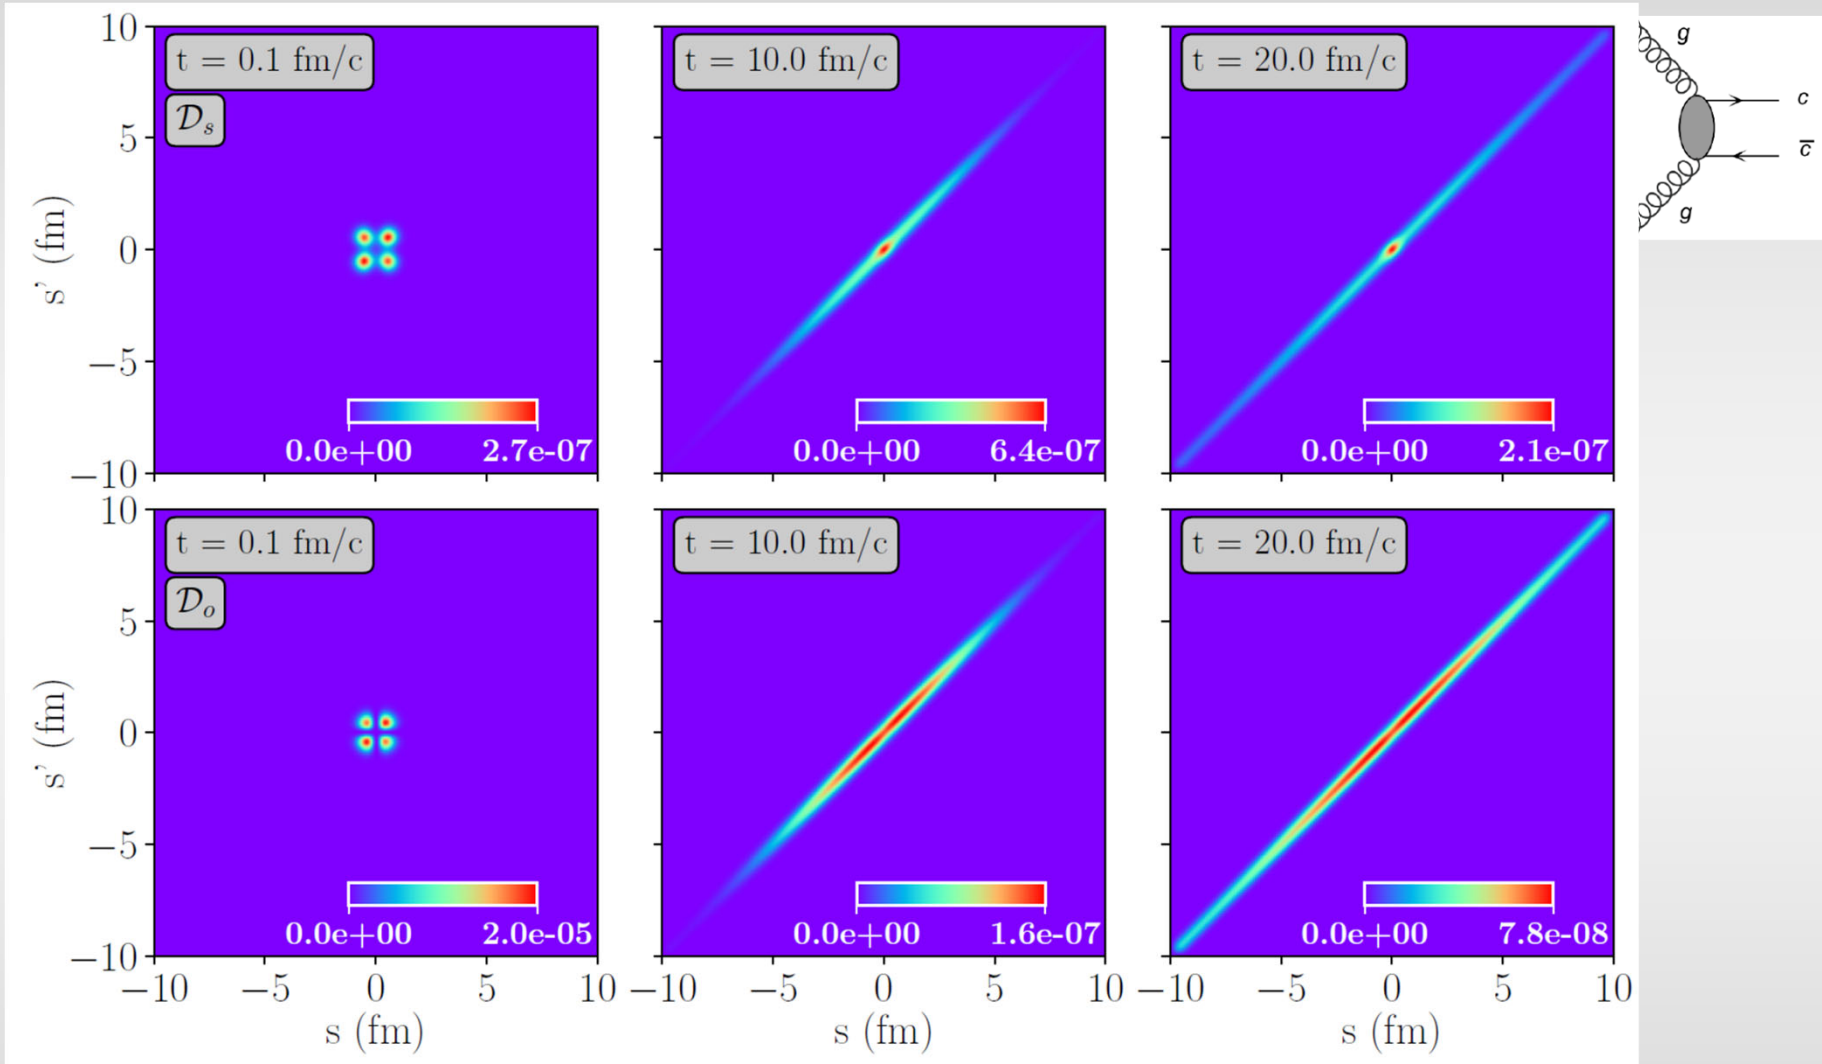 10
t = 0.1 fm/c
t = 10.0 fm/c
t = 20.0 fm/c
g
c
c̅
g
𝒟s
5
0
−5
−10
s' (fm)
0.0e+00 2.7e-07
0.0e+00 6.4e-07
0.0e+00 2.1e-07
10
t = 0.1 fm/c
t = 10.0 fm/c
t = 20.0 fm/c
𝒟o
5
0
−5
−10
s' (fm)
0.0e+00 2.0e-05
0.0e+00 1.6e-07
0.0e+00 7.8e-08
−10 −5 0 5 10 −10 −5 0 5 10 −10 −5 0 5 10
s (fm) s (fm) s (fm)